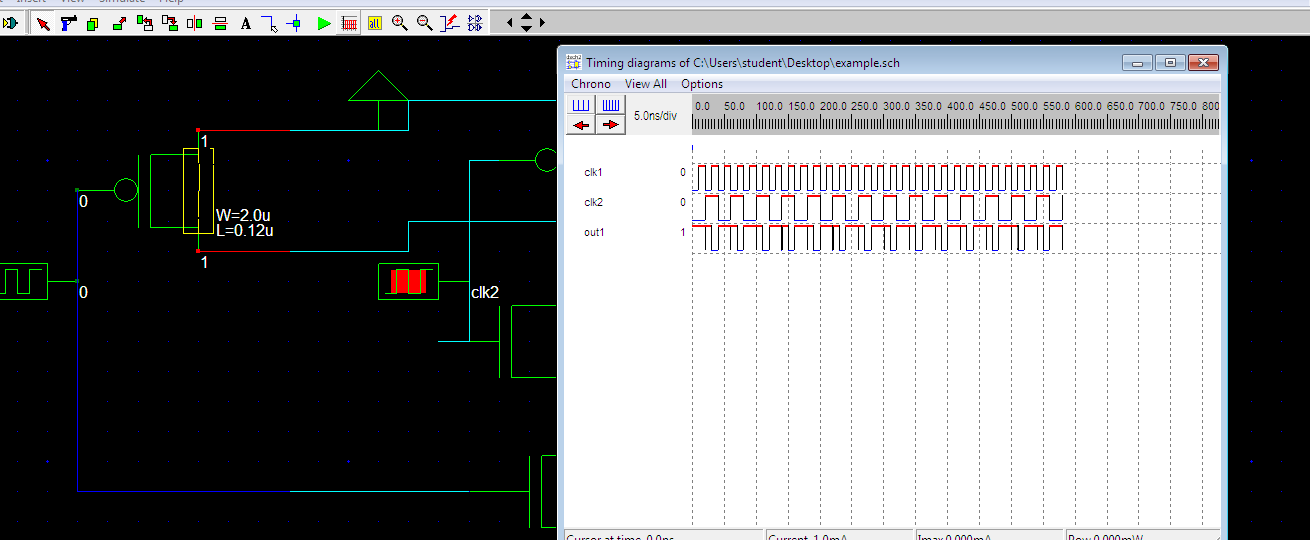 Insert View Simulate Help
A
all
Timing diagrams of C:\Users\student\Desktop\example.sch
Chrono View All Options
5.0ns/div
0.0 50.0 100.0 150.0 200.0 250.0 300.0 350.0 400.0 450.0 500.0 550.0 600.0 650.0 700.0 750.0 800
clk1 0
clk2 0
out1 1
1
0
W=2.0u
L=0.12u
1
0
clk2
Cursor at time 0.0ns Current 1.0mA Imax 0.000mA Pow 0.000mW